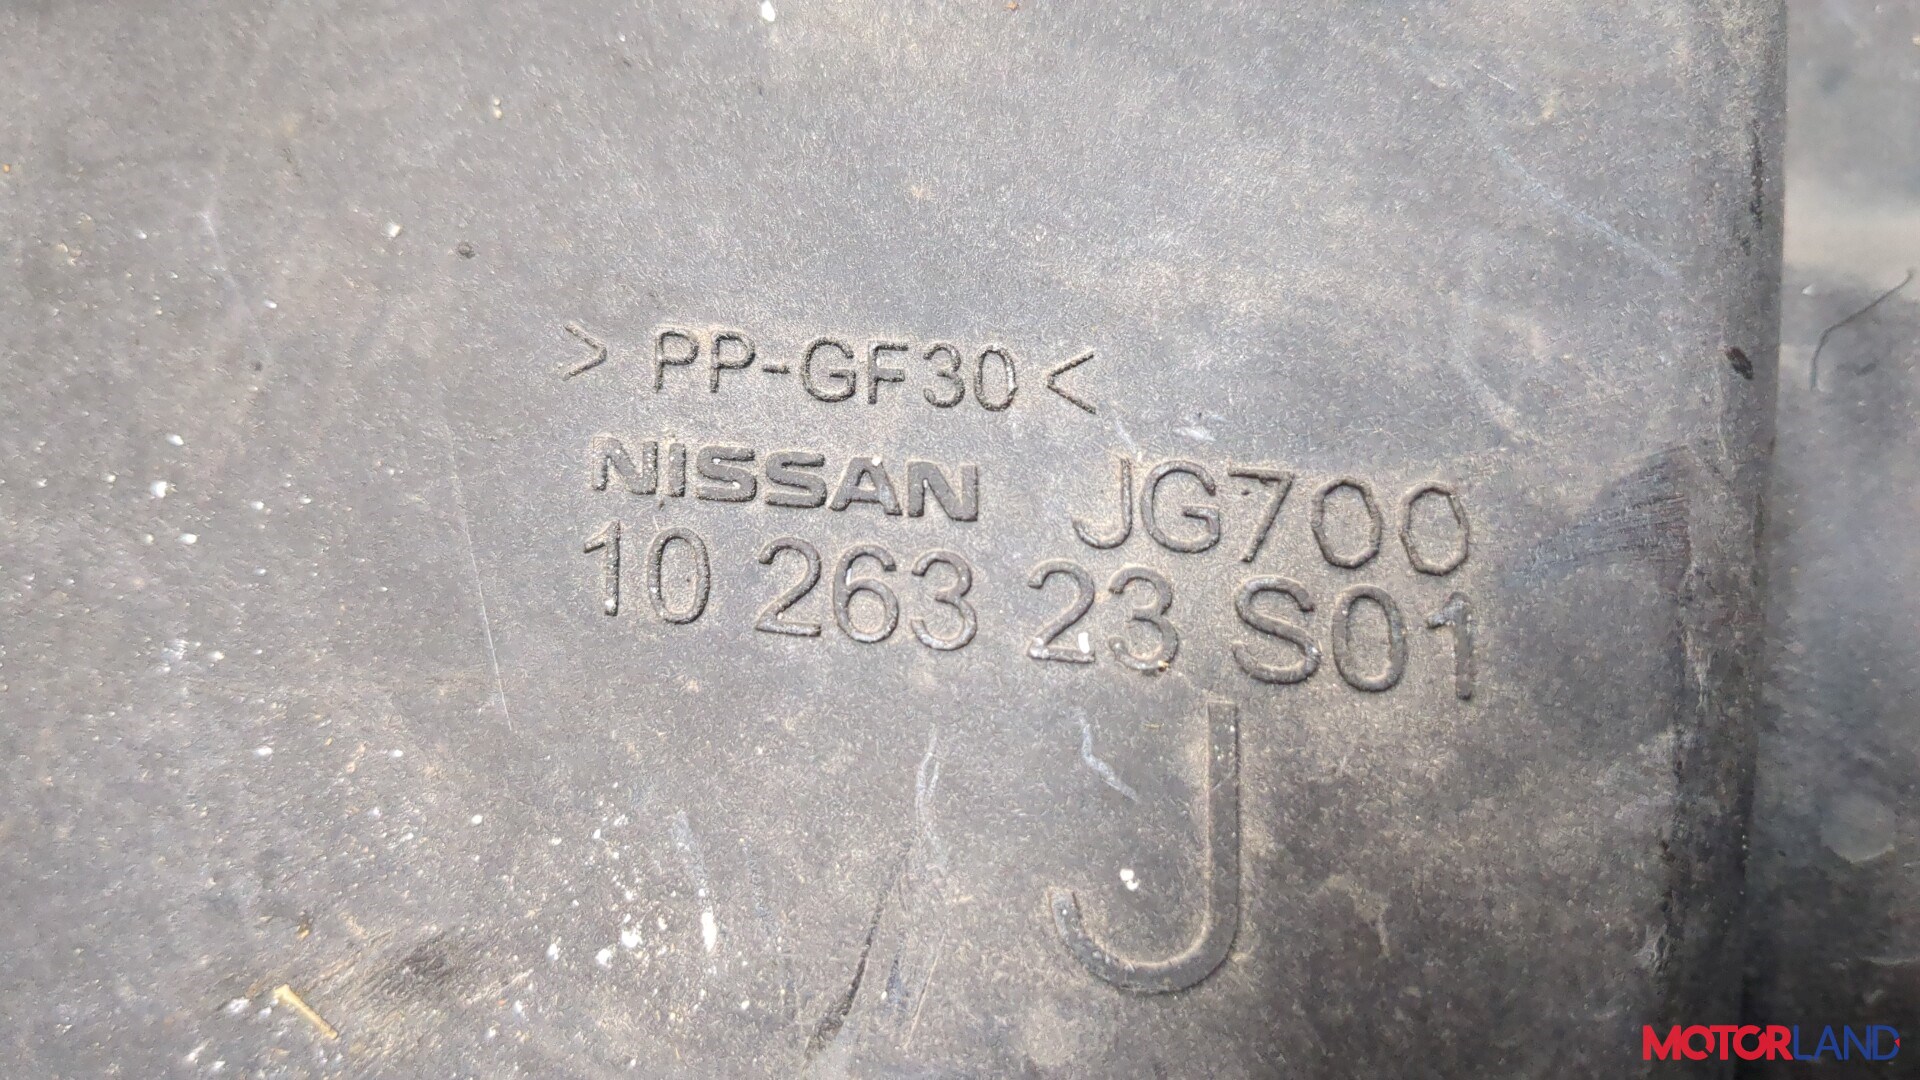 > PP-GF30 <
NISSAN JG700
10 263 23 S01
J
MOTORLAND